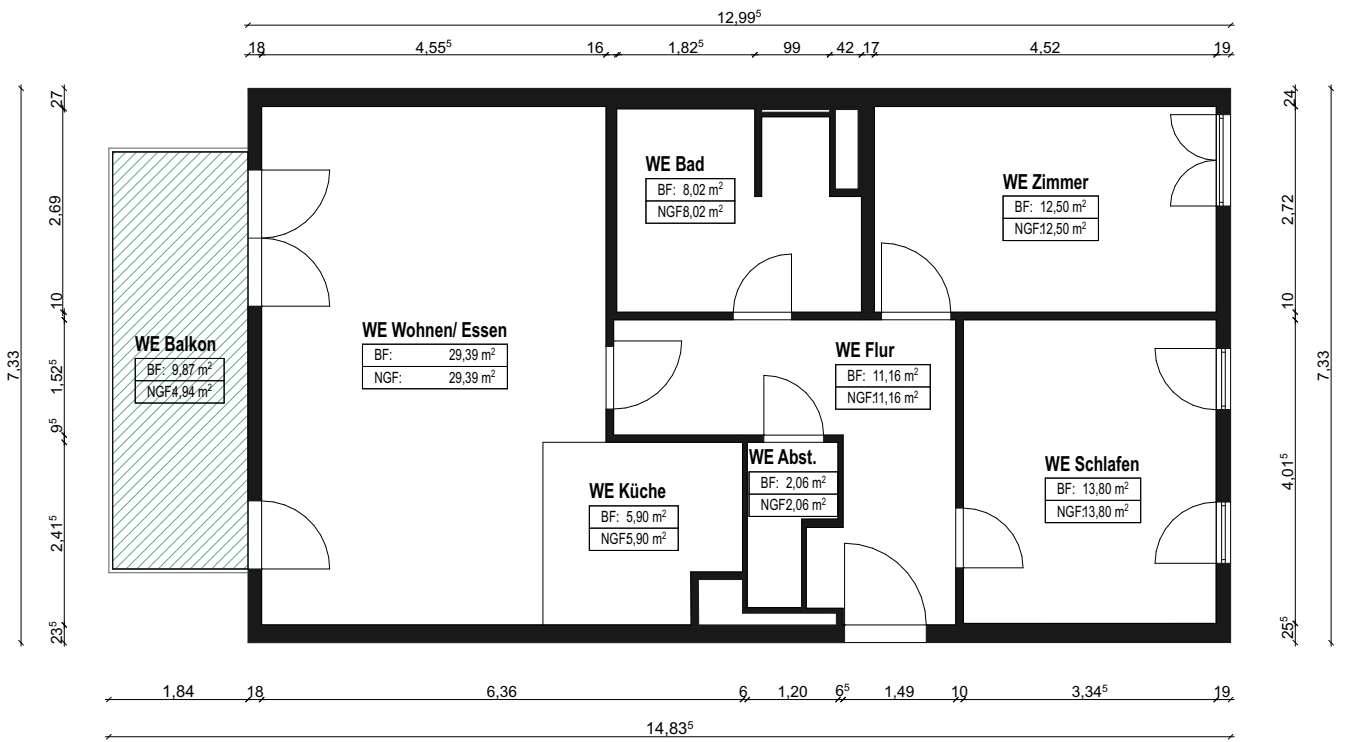 12,99⁵
18 4,55⁵ 16 1,82⁵ 99 42 17 4,52 19
27
24
WE Bad
BF: 8,02 m²
NGF8,02 m²
WE Zimmer
BF: 12,50 m²
NGF:12,50 m²
2,69
2,72
10
10
WE Balkon
BF: 9,87 m²
NGF4,94 m²
WE Wohnen/ Essen
BF: 29,39 m²
NGF: 29,39 m²
WE Flur
BF: 11,16 m²
NGF:11,16 m²
7,33
7,33
1,52⁵
9⁵
WE Abst.
BF: 2,06 m²
NGF2,06 m²
WE Schlafen
BF: 13,80 m²
NGF:13,80 m²
4,01⁵
WE Küche
BF: 5,90 m²
NGF5,90 m²
2,41⁵
23⁵
25⁵
1,84 18 6,36 6 1,20 6⁵ 1,49 10 3,34⁵ 19
14,83⁵